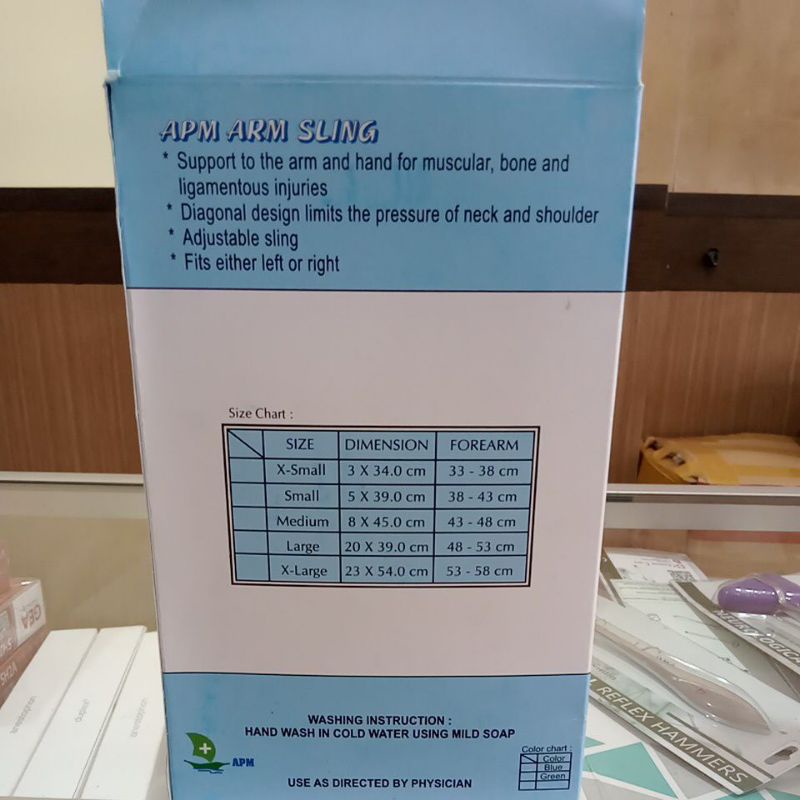 APM ARM SLING
* Support to the arm and hand for muscular, bone and
ligamentous injuries
* Diagonal design limits the pressure of neck and shoulder
* Adjustable sling
* Fits either left or right
Size Chart :
SIZE DIMENSION FOREARM
X-Small 3 X 34.0 cm 33 - 38 cm
Small 5 X 39.0 cm 38 - 43 cm
Medium 8 X 45.0 cm 43 - 48 cm
Large 20 X 39.0 cm 48 - 53 cm
X-Large 23 X 54.0 cm 53 - 58 cm
WASHING INSTRUCTION :
HAND WASH IN COLD WATER USING MILD SOAP
APM
USE AS DIRECTED BY PHYSICIAN
Color chart :
Color
Blue
Green
GEA
REFLEX HAMMERS